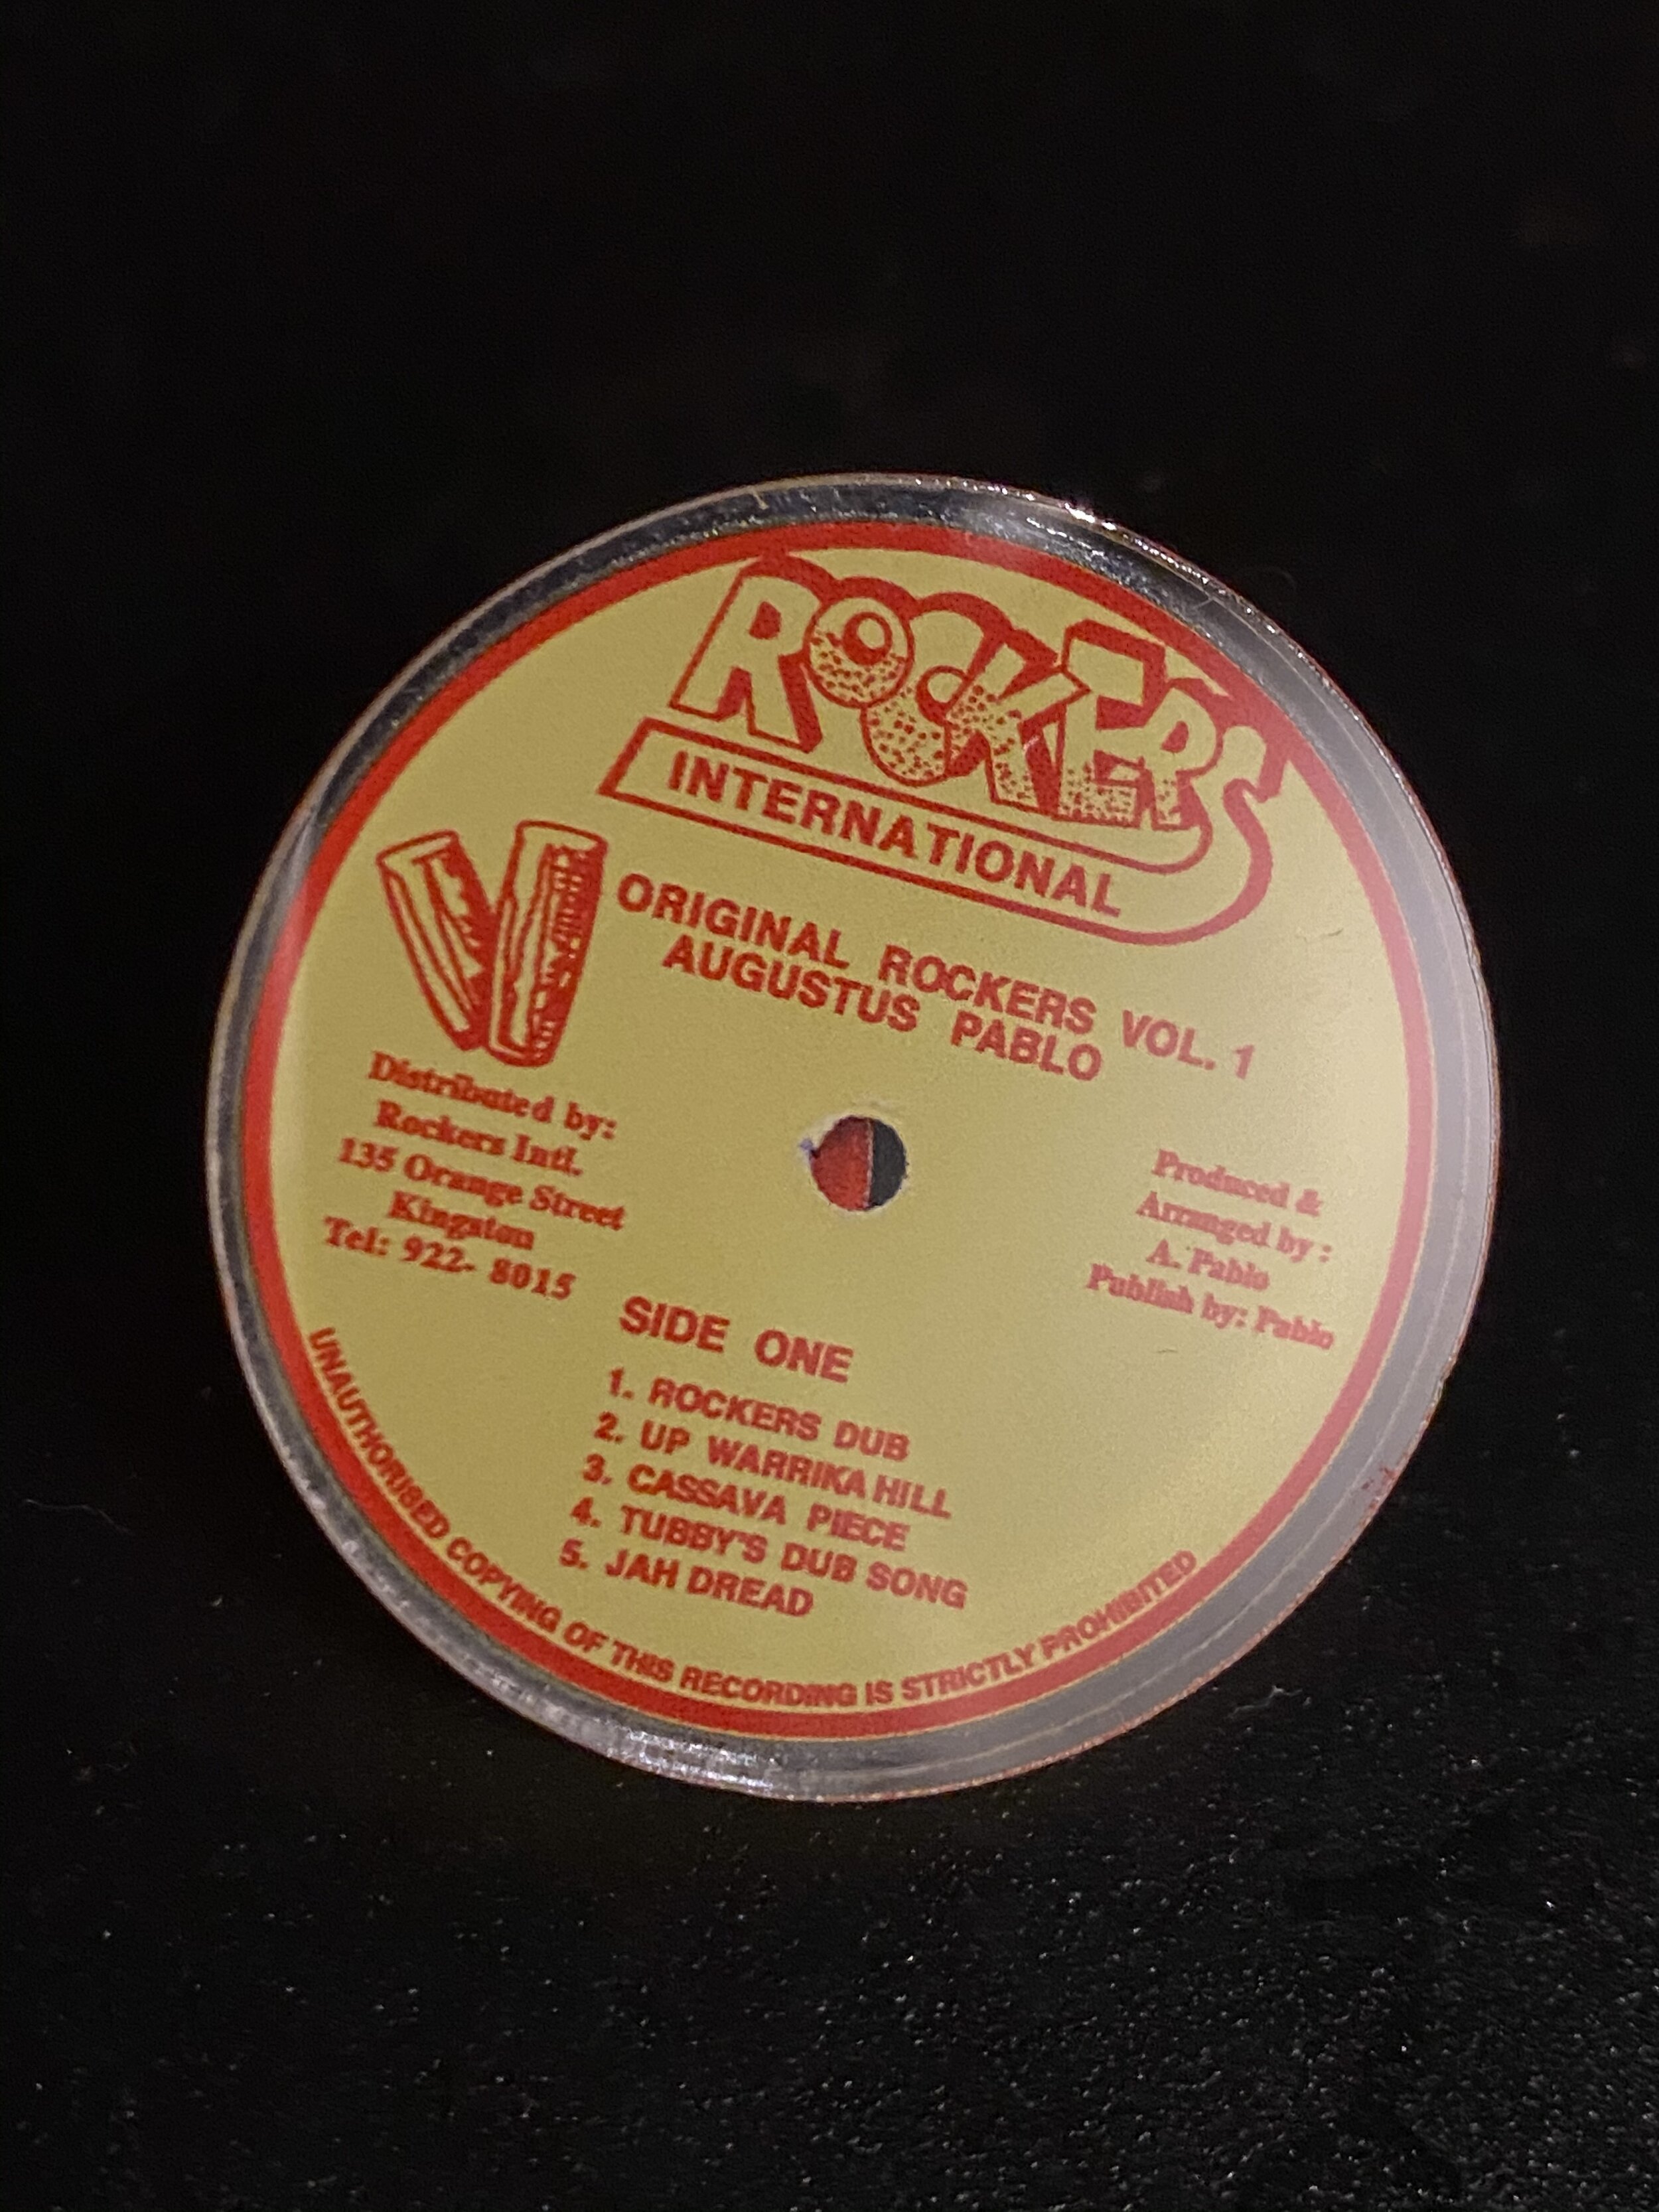 ROCKERS
INTERNATIONAL
ORIGINAL ROCKERS VOL. 1
AUGUSTUS PABLO
Distributed by:
Rockers Intl.
135 Orange Street
Kingston
Tel: 922- 8015
Produced &
Arranged by :
A. Pablo
Publish by: Pablo
SIDE ONE
1. ROCKERS DUB
2. UP WARRIKA HILL
3. CASSAVA PIECE
4. TUBBY'S DUB SONG
5. JAH DREAD
UNAUTHORISED COPYING OF THIS RECORDING IS STRICTLY PROHIBITED